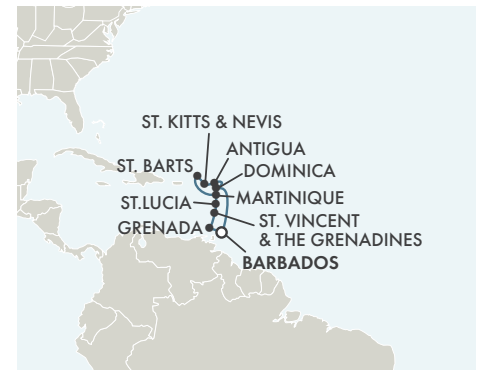 ST. KITTS & NEVIS
ANTIGUA
ST. BARTS
DOMINICA
MARTINIQUE
ST.LUCIA
ST. VINCENT
& THE GRENADINES
GRENADA
BARBADOS